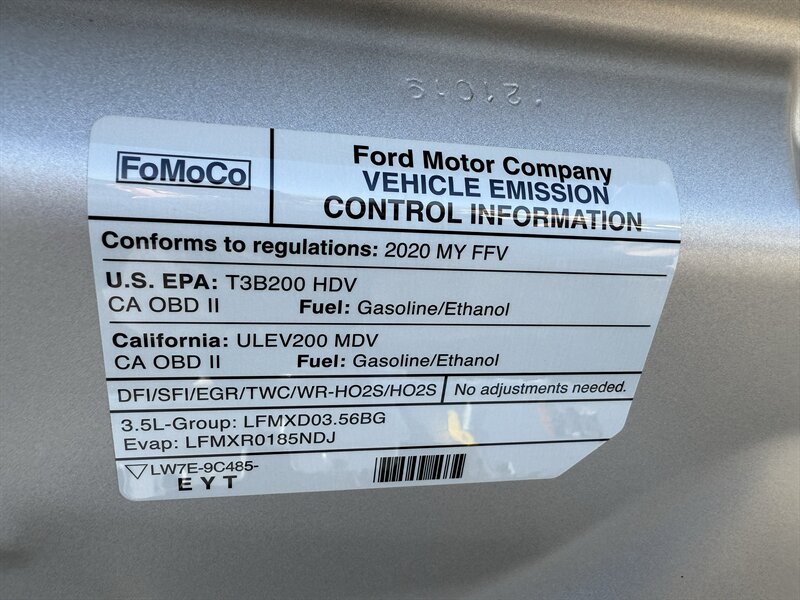 FoMoCo
Ford Motor Company
VEHICLE EMISSION
CONTROL INFORMATION
Conforms to regulations: 2020 MY FFV
U.S. EPA: T3B200 HDV
CA OBD II Fuel: Gasoline/Ethanol
California: ULEV200 MDV
CA OBD II Fuel: Gasoline/Ethanol
DFI/SFI/EGR/TWC/WR-HO2S/HO2S No adjustments needed.
3.5L-Group: LFMXD03.56BG
Evap: LFMXR0185NDJ
LW7E-9C485-
EYT